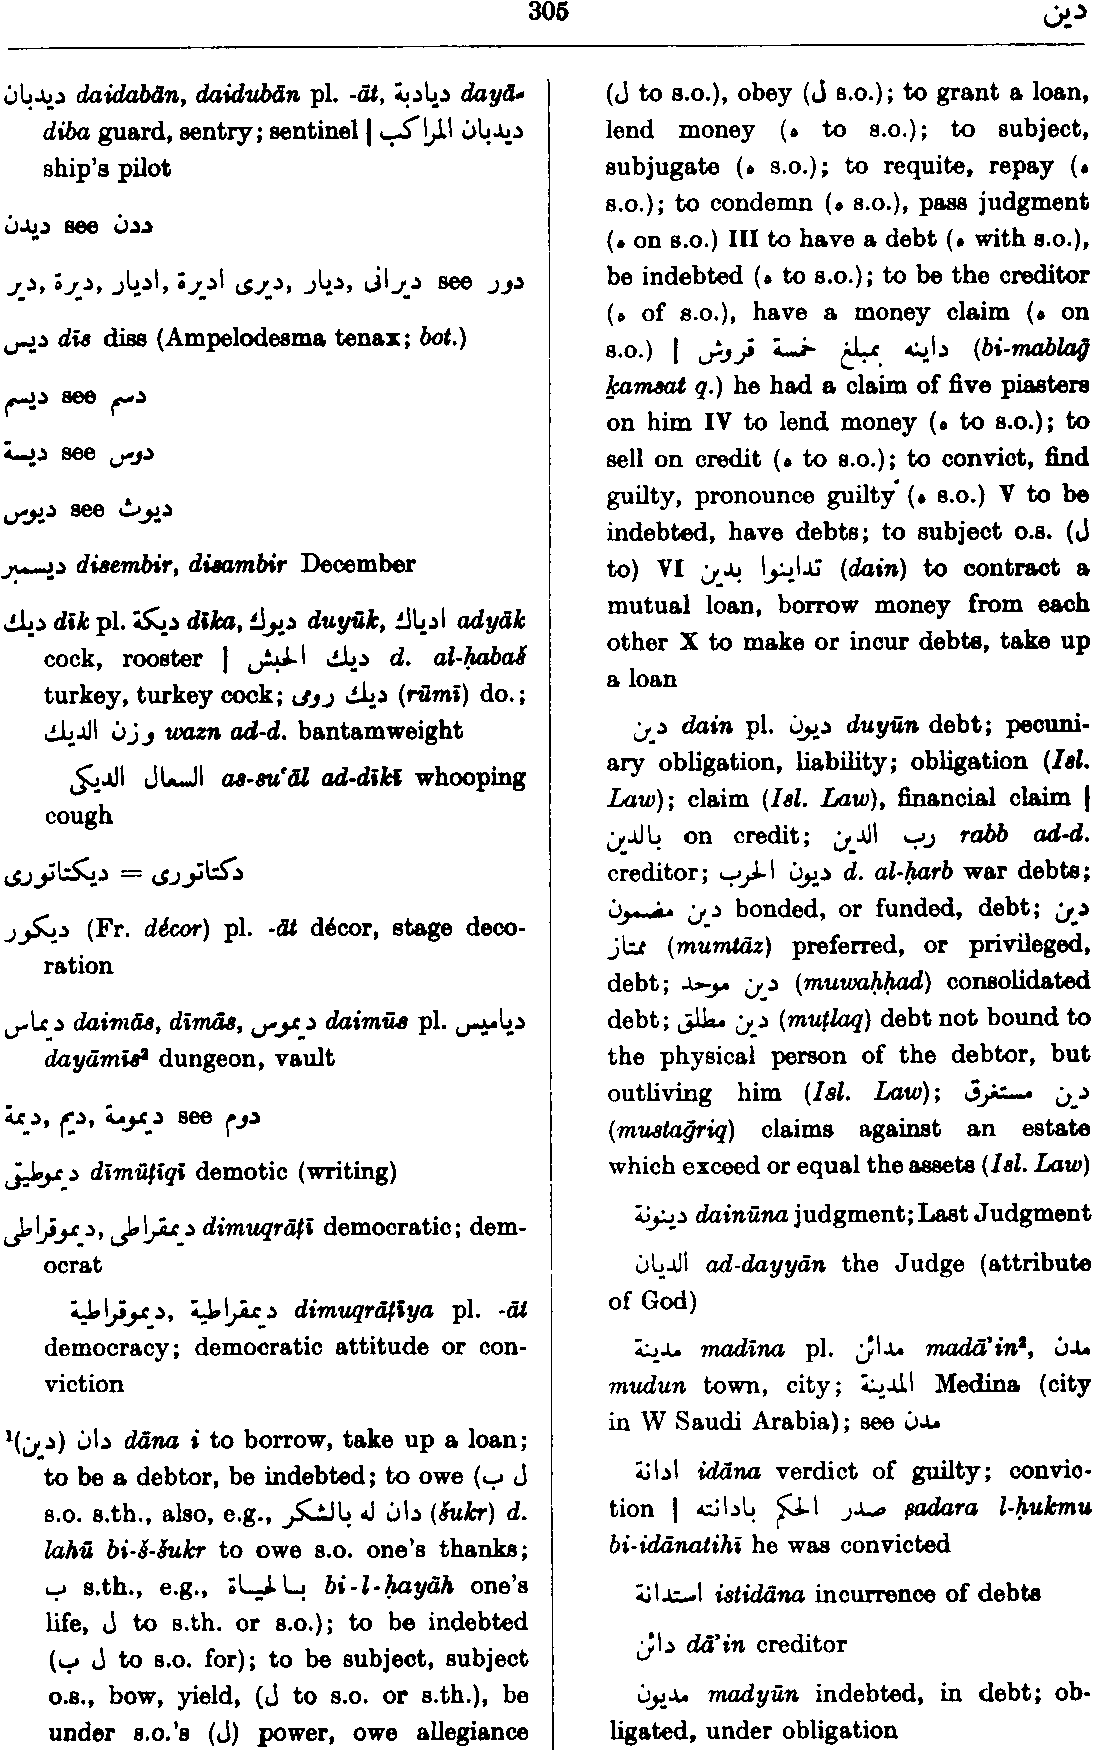 305
دين
ديدبان daidabān, daidubān pl. -āt, ديادبة dayā-
diba guard, sentry; sentinel | ديدبان المراكب
ship's pilot
ديدن see ددن
دير, ديرة, اديار, ادیرة ,ديرى, ديار, ديرانى see دور
ديس dīs diss (Ampelodesma tenax; bot.)
ديسم see دسم
ديسة see دوس
ديوس see ديوث
ديسمبر disembir, disambir December
ديك dīk pl. ديكة dīka, ديوك duyūk, ادياك adyāk
cock, rooster | ديك الحبش d. al-ḥabaš
turkey, turkey cock; ديك رومى (rūmī) do.;
وزن الديك wazn ad-d. bantamweight
السعال الديكى as-suʿāl ad-dīkī whooping
cough
ديكتاتورى = دكتاتورى
ديكور (Fr. décor) pl. -āt décor, stage deco-
ration
ديماس daimās, dīmās, ديموس daimūs pl. دياميس
dayāmīs² dungeon, vault
ديمة, ديم, ديمومة see دوم
ديموطيقى dīmūṭīqī demotic (writing)
ديموقراطى, ديمقراطى dimuqrāṭī democratic; dem-
ocrat
ديموقراطية, ديمقراطية dimuqrāṭīya pl. -āt
democracy; democratic attitude or con-
viction
¹(دين) دان dāna i to borrow, take up a loan;
to be a debtor, be indebted; to owe (ل ب
s.o. s.th., also, e.g., دان له بالشكر (šukr) d.
lahū bi-š-šukr to owe s.o. one's thanks;
ب s.th., e.g., بالحياة bi-l-ḥayāh one's
life, ل to s.th. or s.o.); to be indebted
(ل ب to s.o. for); to be subject, subject
o.s., bow, yield, (ل to s.o. or s.th.), be
under s.o.'s (ل) power, owe allegiance
(ل to s.o.), obey (ل s.o.); to grant a loan,
lend money (ه to s.o.); to subject,
subjugate (ه s.o.); to requite, repay (ه
s.o.); to condemn (ه s.o.), pass judgment
(ه on s.o.) III to have a debt (ه with s.o.),
be indebted (ه to s.o.); to be the creditor
(ه of s.o.), have a money claim (ه on
s.o.) | داينه بمبلغ خمسة قروش (bi-mablaḡ
ḵamsat q.) he had a claim of five piasters
on him IV to lend money (ه to s.o.); to
sell on credit (ه to s.o.); to convict, find
guilty, pronounce guilty (ه s.o.) V to be
indebted, have debts; to subject o.s. (ل
to) VI تداينوا بدين (dain) to contract a
mutual loan, borrow money from each
other X to make or incur debts, take up
a loan
دين dain pl. ديون duyūn debt; pecuni-
ary obligation, liability; obligation (Isl.
Law); claim (Isl. Law), financial claim |
بالدين on credit; رب الدين rabb ad-d.
creditor; ديون الحرب d. al-ḥarb war debts;
دين مضمون bonded, or funded, debt; دين
ممتاز (mumtāz) preferred, or privileged,
debt; دين موحد (muwaḥḥad) consolidated
debt; دين مطلق (muṭlaq) debt not bound to
the physical person of the debtor, but
outliving him (Isl. Law); دين مستغرق
(mustaḡriq) claims against an estate
which exceed or equal the assets (Isl. Law)
دينونة dainūna judgment; Last Judgment
الديان ad-dayyān the Judge (attribute
of God)
مدينة madīna pl. مدائن madāʾin², مدن
mudun town, city; المدينة Medina (city
in W Saudi Arabia); see مدن
ادانة idāna verdict of guilty; convic-
tion | صدر الحكم بادانته ṣadara l-ḥukmu
bi-idānatihī he was convicted
استدانة istidāna incurrence of debts
دائن dāʾin creditor
مديون madyūn indebted, in debt; ob-
ligated, under obligation